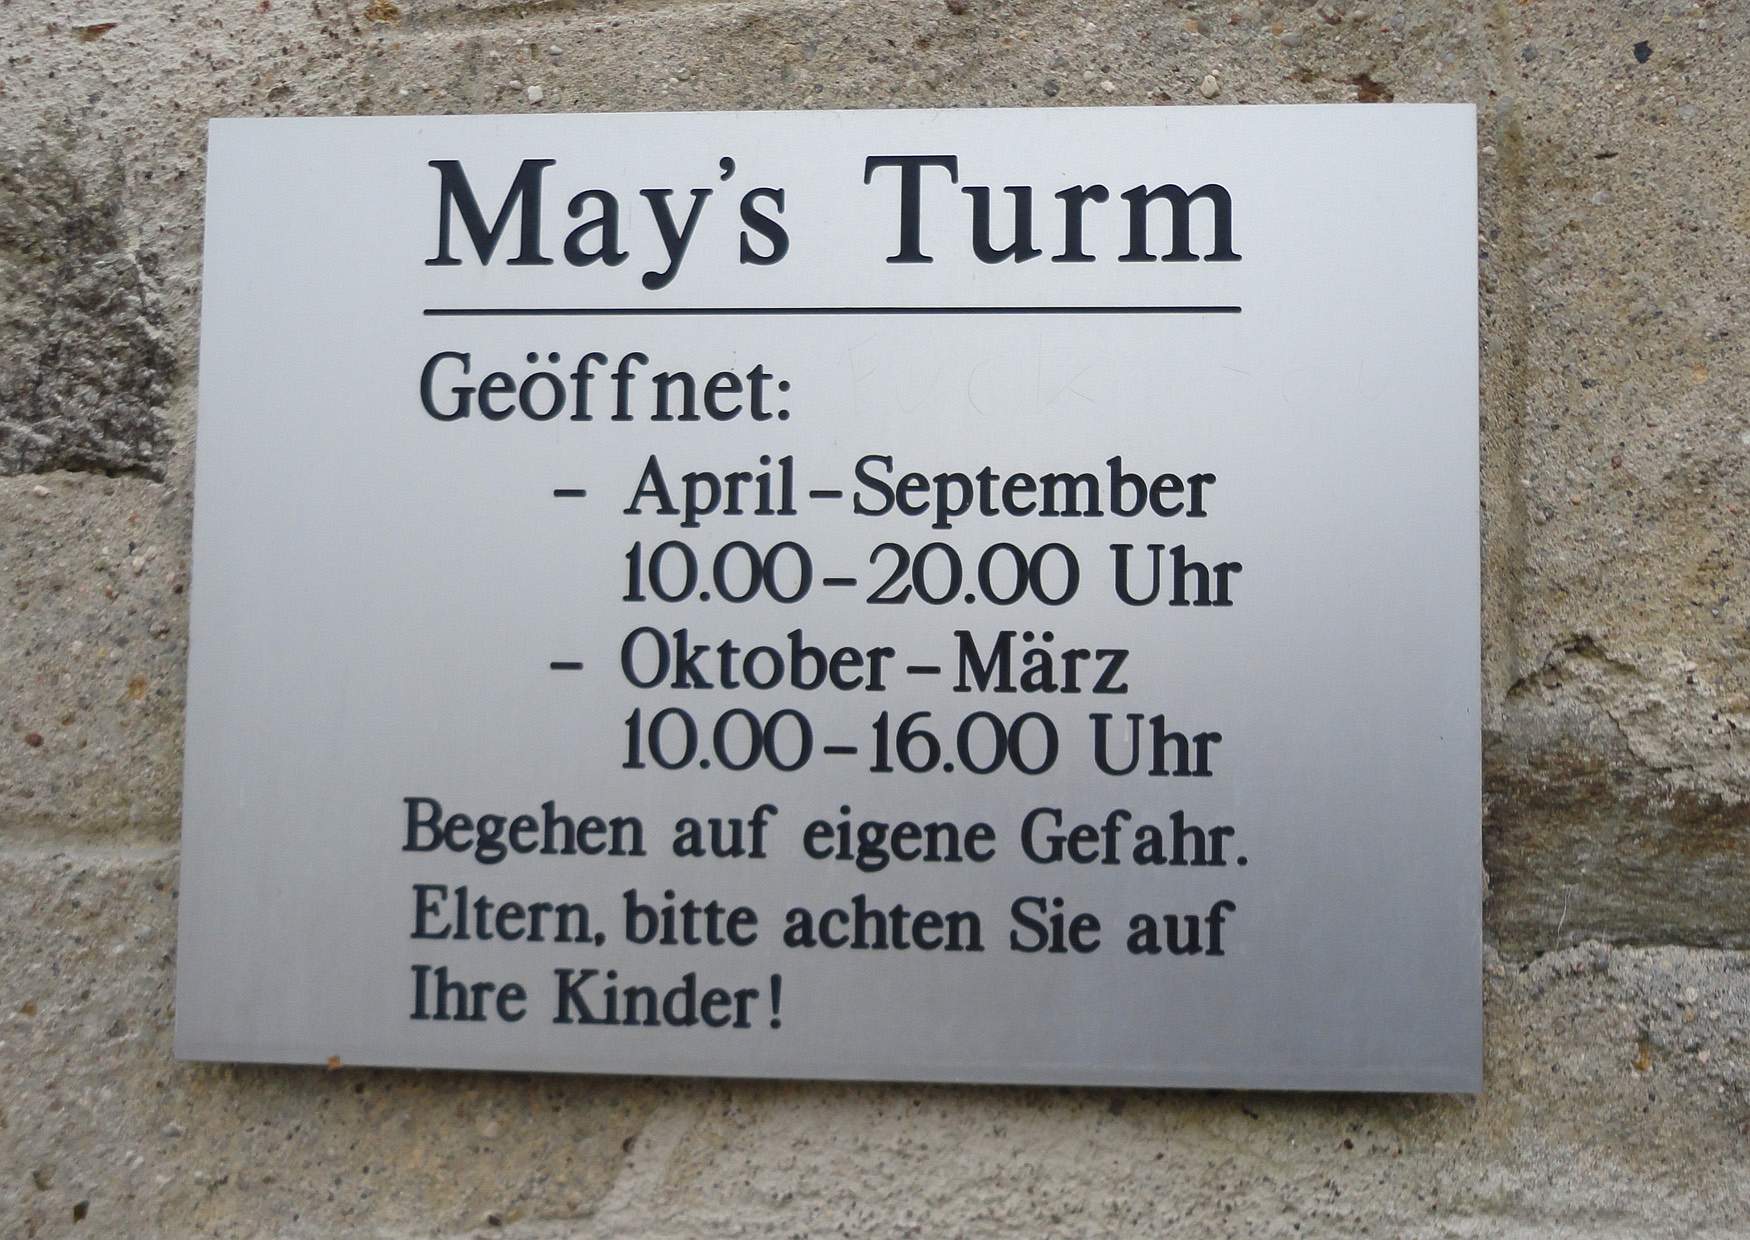 May's Turm
Geöffnet:
- April-September
10.00-20.00 Uhr
- Oktober-März
10.00-16.00 Uhr
Begehen auf eigene Gefahr.
Eltern, bitte achten Sie auf
Ihre Kinder!